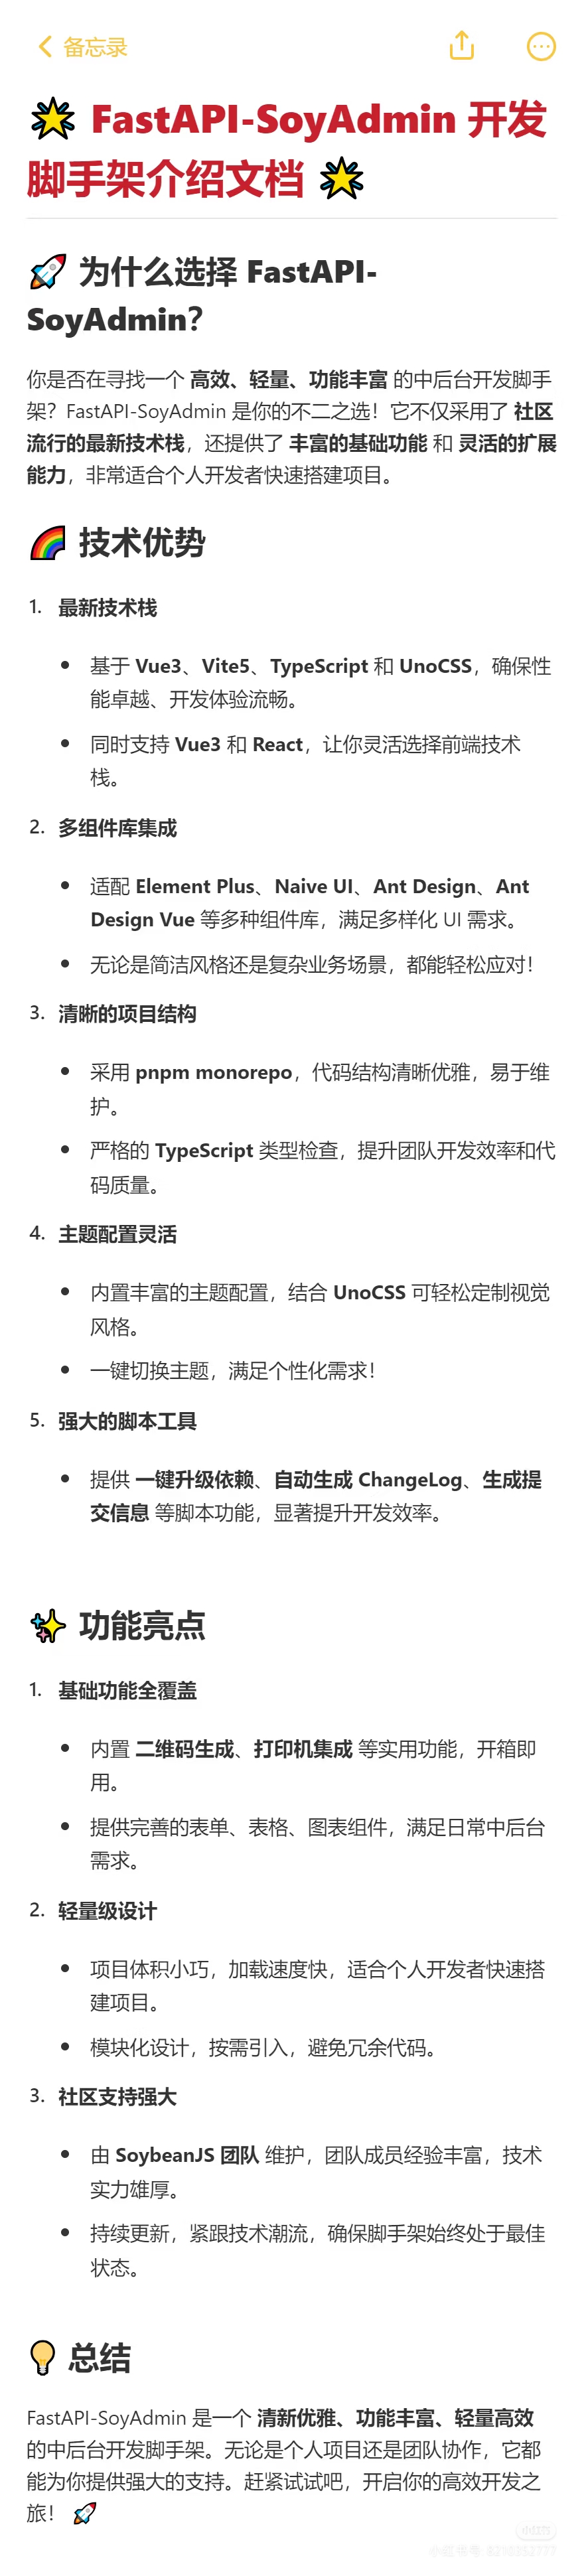 备忘录
🌟 FastAPI-SoyAdmin 开发
脚手架介绍文档 🌟
🚀 为什么选择 FastAPI-
SoyAdmin？
你是否在寻找一个 高效、轻量、功能丰富 的中后台开发脚手
架？FastAPI-SoyAdmin 是你的不二之选！它不仅采用了 社区
流行的最新技术栈，还提供了 丰富的基础功能 和 灵活的扩展
能力，非常适合个人开发者快速搭建项目。
🌈 技术优势
1. 最新技术栈
• 基于 Vue3、Vite5、TypeScript 和 UnoCSS，确保性
能卓越、开发体验流畅。
• 同时支持 Vue3 和 React，让你灵活选择前端技术
栈。
2. 多组件库集成
• 适配 Element Plus、Naive UI、Ant Design、Ant
Design Vue 等多种组件库，满足多样化 UI 需求。
• 无论是简洁风格还是复杂业务场景，都能轻松应对！
3. 清晰的项目结构
• 采用 pnpm monorepo，代码结构清晰优雅，易于维
护。
• 严格的 TypeScript 类型检查，提升团队开发效率和代
码质量。
4. 主题配置灵活
• 内置丰富的主题配置，结合 UnoCSS 可轻松定制视觉
风格。
• 一键切换主题，满足个性化需求！
5. 强大的脚本工具
• 提供 一键升级依赖、自动生成 ChangeLog、生成提
交信息 等脚本功能，显著提升开发效率。
✨ 功能亮点
1. 基础功能全覆盖
• 内置 二维码生成、打印机集成 等实用功能，开箱即
用。
• 提供完善的表单、表格、图表组件，满足日常中后台
需求。
2. 轻量级设计
• 项目体积小巧，加载速度快，适合个人开发者快速搭
建项目。
• 模块化设计，按需引入，避免冗余代码。
3. 社区支持强大
• 由 SoybeanJS 团队 维护，团队成员经验丰富，技术
实力雄厚。
• 持续更新，紧跟技术潮流，确保脚手架始终处于最佳
状态。
💡 总结
FastAPI-SoyAdmin 是一个 清新优雅、功能丰富、轻量高效
的中后台开发脚手架。无论是个人项目还是团队协作，它都
能为你提供强大的支持。赶紧试试吧，开启你的高效开发之
旅！ 🚀
小红书